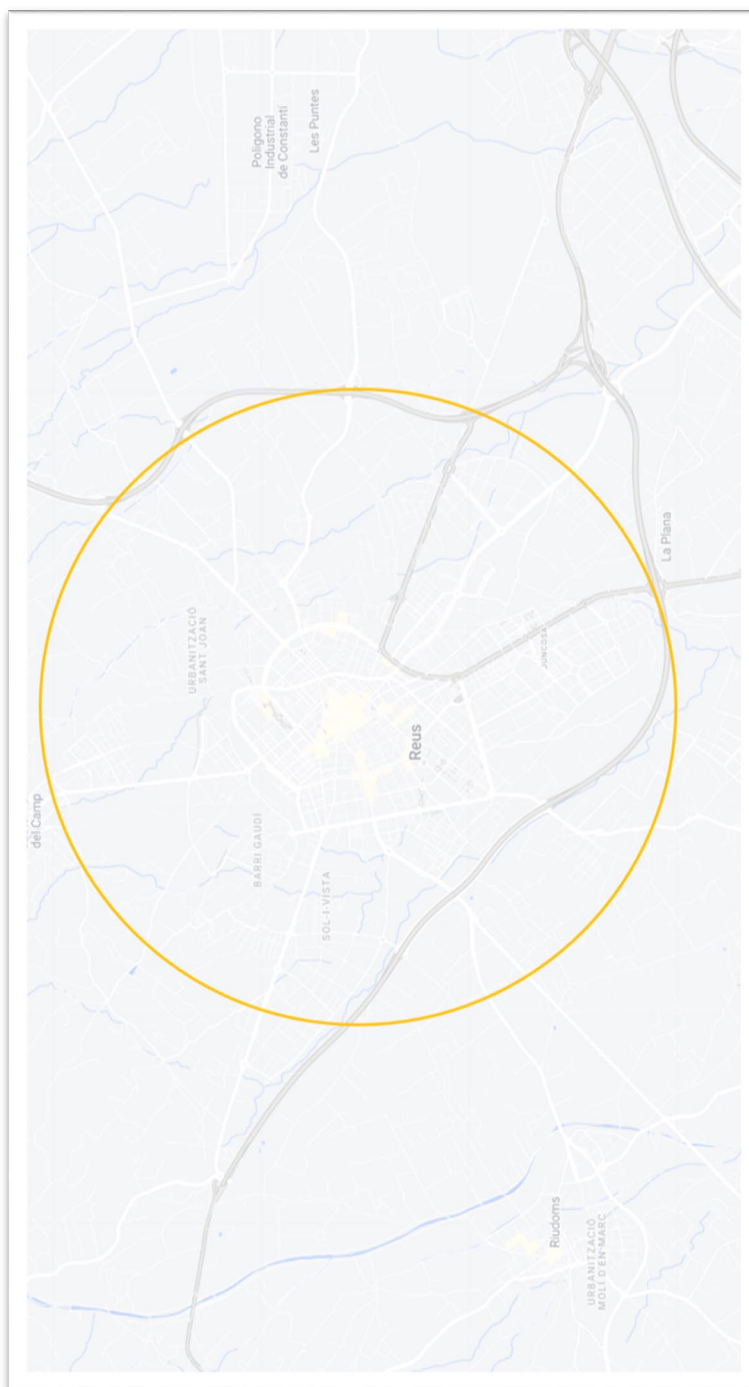 Polígono
Industrial
de Constantí
Les Puntes
URBANITZACIÓ
SANT JOAN
La Plana
JUNCOSA
Reus
del Camp
BARRI GAUDÍ
SOL-I-VISTA
Riudoms
URBANITZACIÓ
MOLÍ D'EN MARC